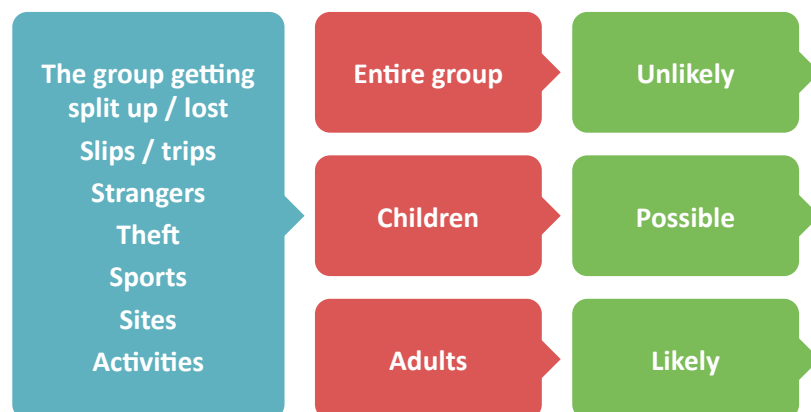 The group getting
split up / lost
Slips / trips
Strangers
Theft
Sports
Sites
Activities
Entire group
Unlikely
Children
Possible
Adults
Likely